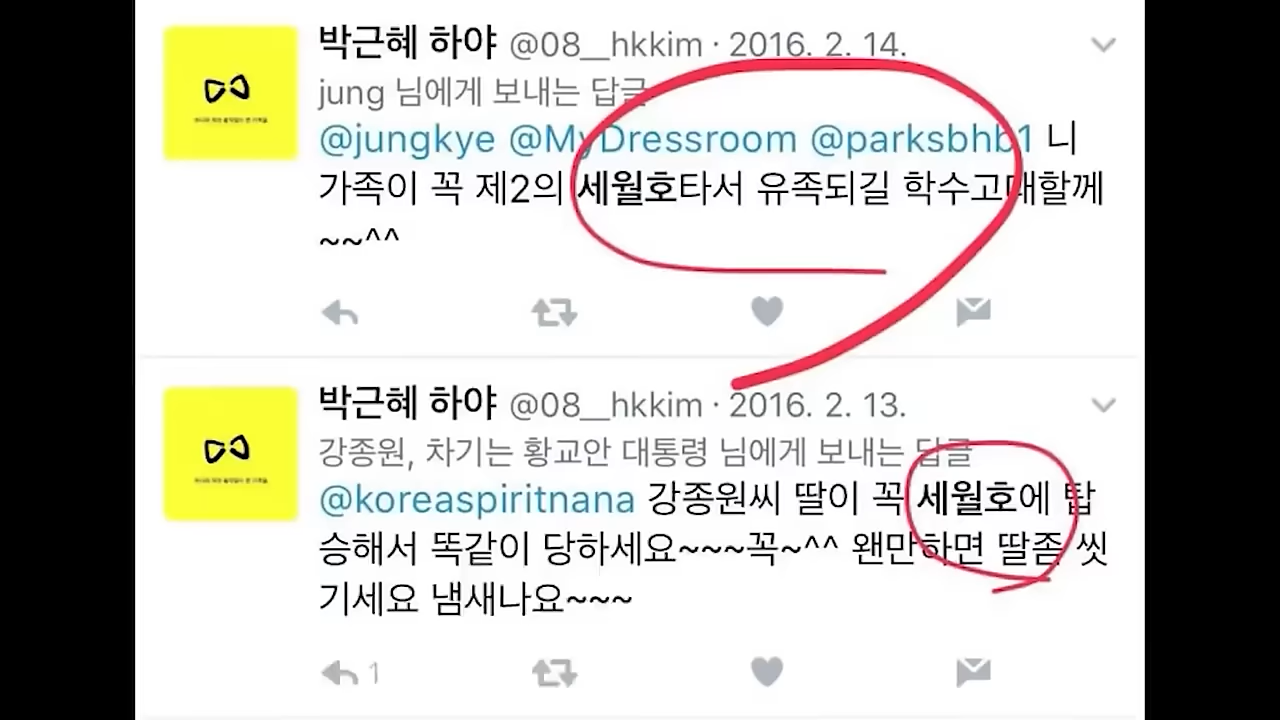 박근혜 하야 @08__hkkim · 2016. 2. 14.
jung 님에게 보내는 답글
@jungkye @MyDressroom @parksbhb1 니
가족이 꼭 제2의 세월호타서 유족되길 학수고대할께
~~^^
박근혜 하야 @08__hkkim · 2016. 2. 13.
강종원, 차기는 황교안 대통령 님에게 보내는 답글
@koreaspiritnana 강종원씨 딸이 꼭 세월호에 탑
승해서 똑같이 당하세요~~~꼭~^^ 왠만하면 딸좀 씻
기세요 냄새나요~~~
1